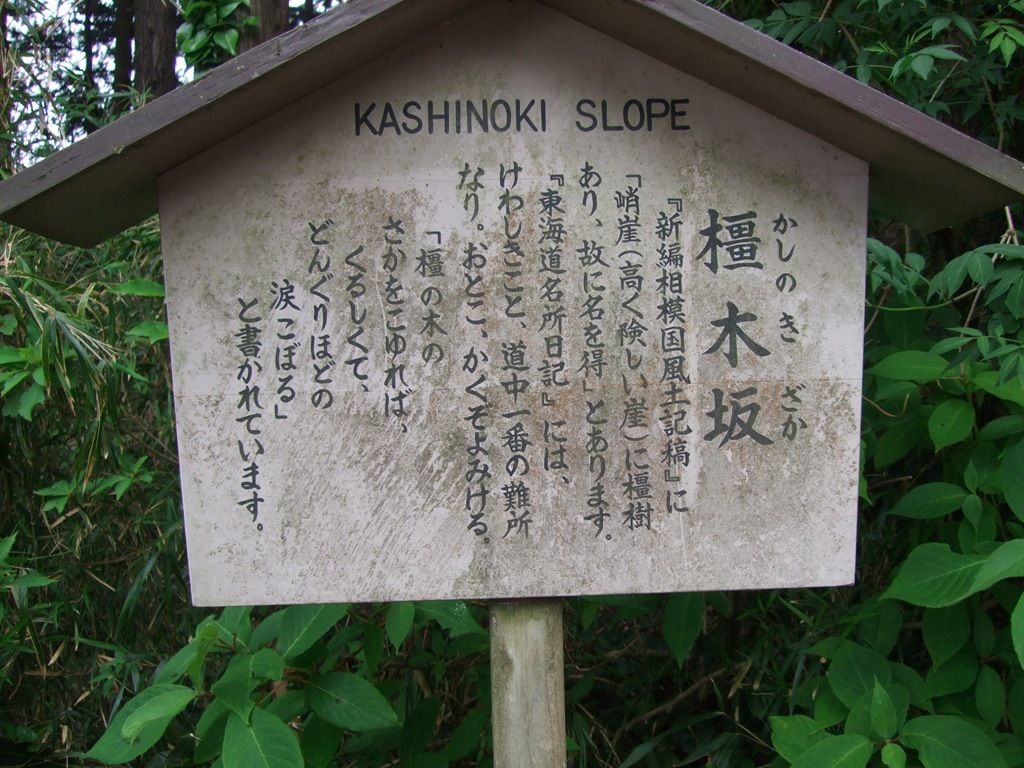 KASHINOKI SLOPE
かしのき ざか
橿木坂
『新編相模国風土記稿』に
「峭崖(高く険しい崖)に橿樹
あり、故に名を得」とあります。
『東海道名所日記』には、
けわしきこと、道中一番の難所
なり。おとこ、かくぞよみける。
「橿の木の
さかをこゆれば、
くるしくて、
どんぐりほどの
涙こぼる」
と書かれています。